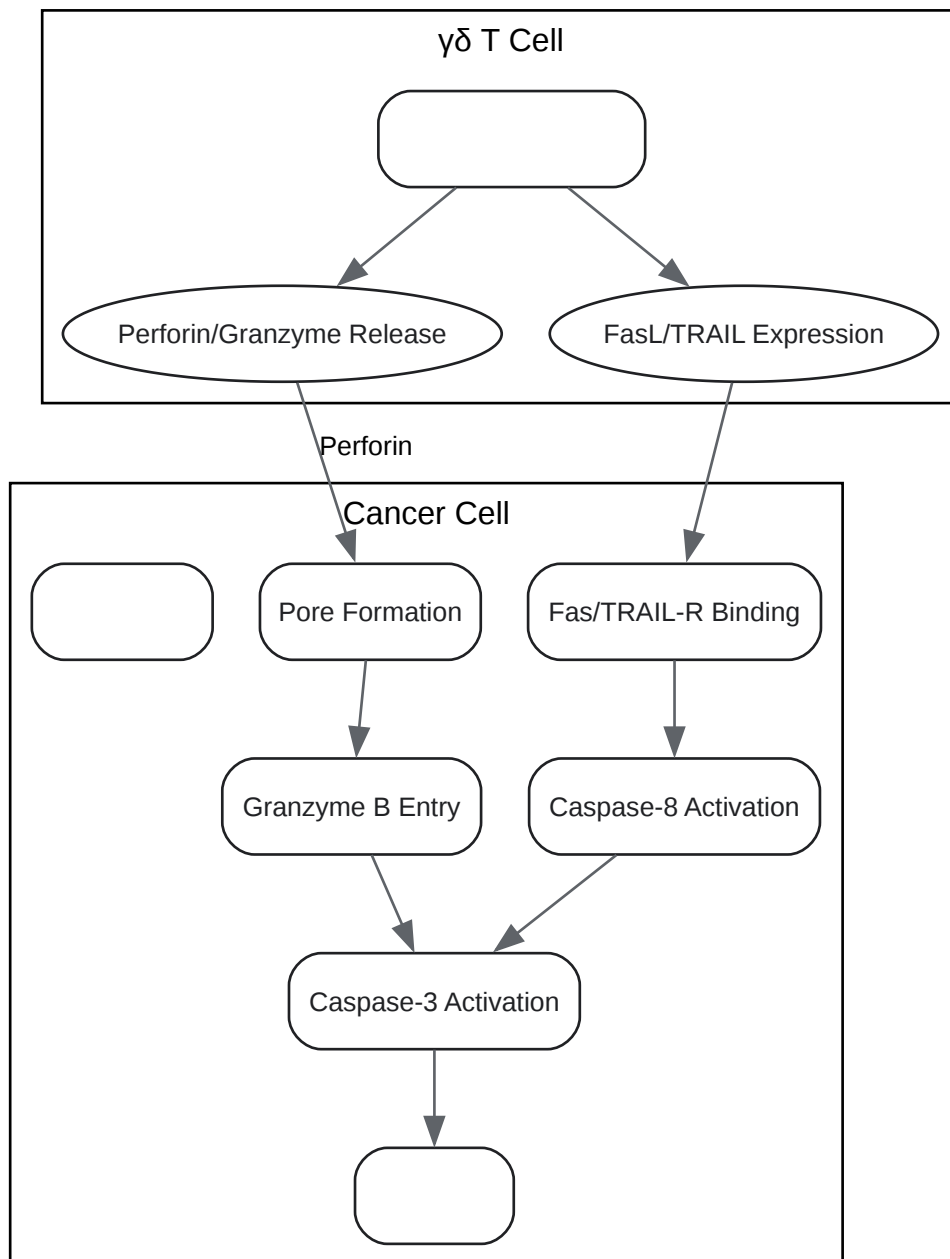 γδ T Cell
Perforin/Granzyme Release
FasL/TRAIL Expression
Perforin
Cancer Cell
Pore Formation
Fas/TRAIL-R Binding
Granzyme B Entry
Caspase-8 Activation
Caspase-3 Activation